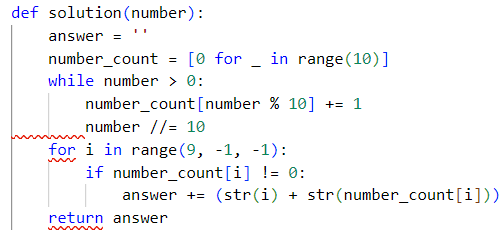 def solution(number):
    answer = ''
    number_count = [0 for _ in range(10)]
    while number > 0:
        number_count[number % 10] += 1
        number //= 10
    for i in range(9, -1, -1):
        if number_count[i] != 0:
            answer += (str(i) + str(number_count[i]))
    return answer